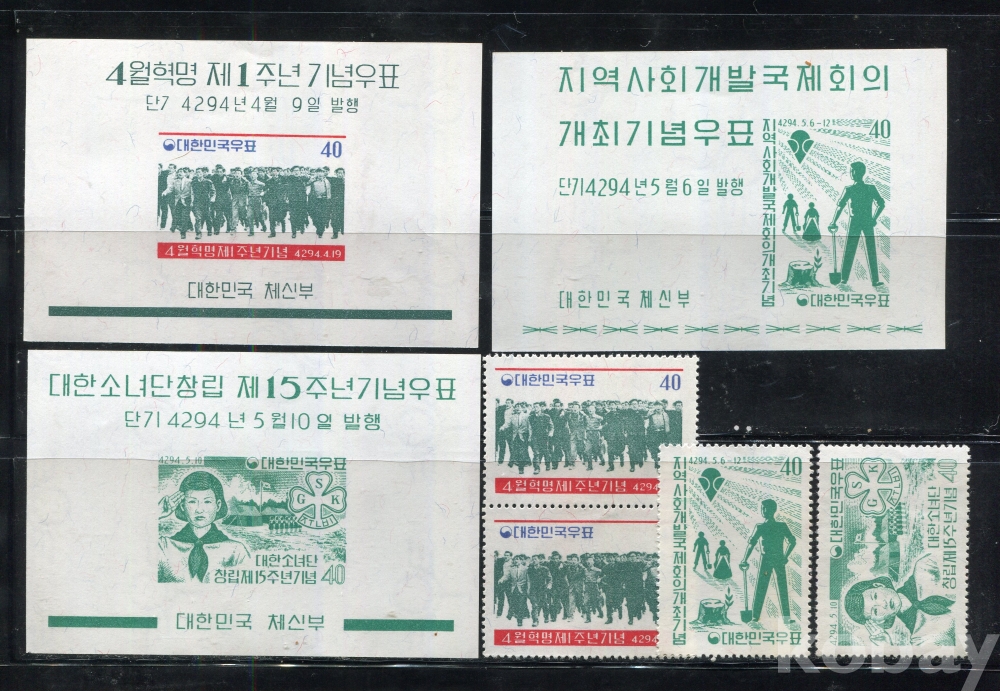 4월혁명 제1주년기념우표
단기 4294년4월 9일 발행
대한민국우표 40
4월혁명제1주년기념 4294.4.19
대한민국 체신부
지역사회개발국제회의
개최기념우표
단기4294년5월6일 발행
4294.5.6-12 40
지역사회개발국제회의개최기념
대한민국우표
대한민국체신부
대한소녀단창립 제15주년기념우표
단기4294년5월10일 발행
4294.5.10 대한민국우표
G S K
대한소녀단
창립제15주년기념 40
대한민국 체신부
대한민국우표 40
4월혁명제1주년기념 429
대한민국우표
4월혁명제1주년기념 429
4294.5.6-12 40
지역사회개발국제회의개최기념
대한민국우표
4294.5.10 대한민국우표
G S K
대한소녀단
창립제15주년기념 40
Kobay